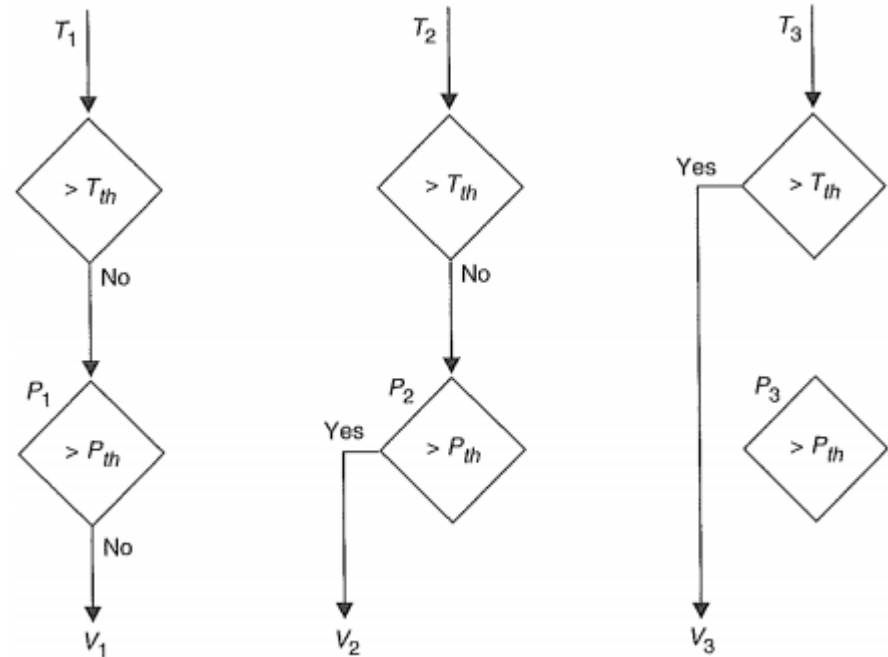 T1
> Tth
No
P1
> Pth
No
V1
T2
> Tth
No
P2
Yes
> Pth
V2
T3
Yes
> Tth
P3
> Pth
V3